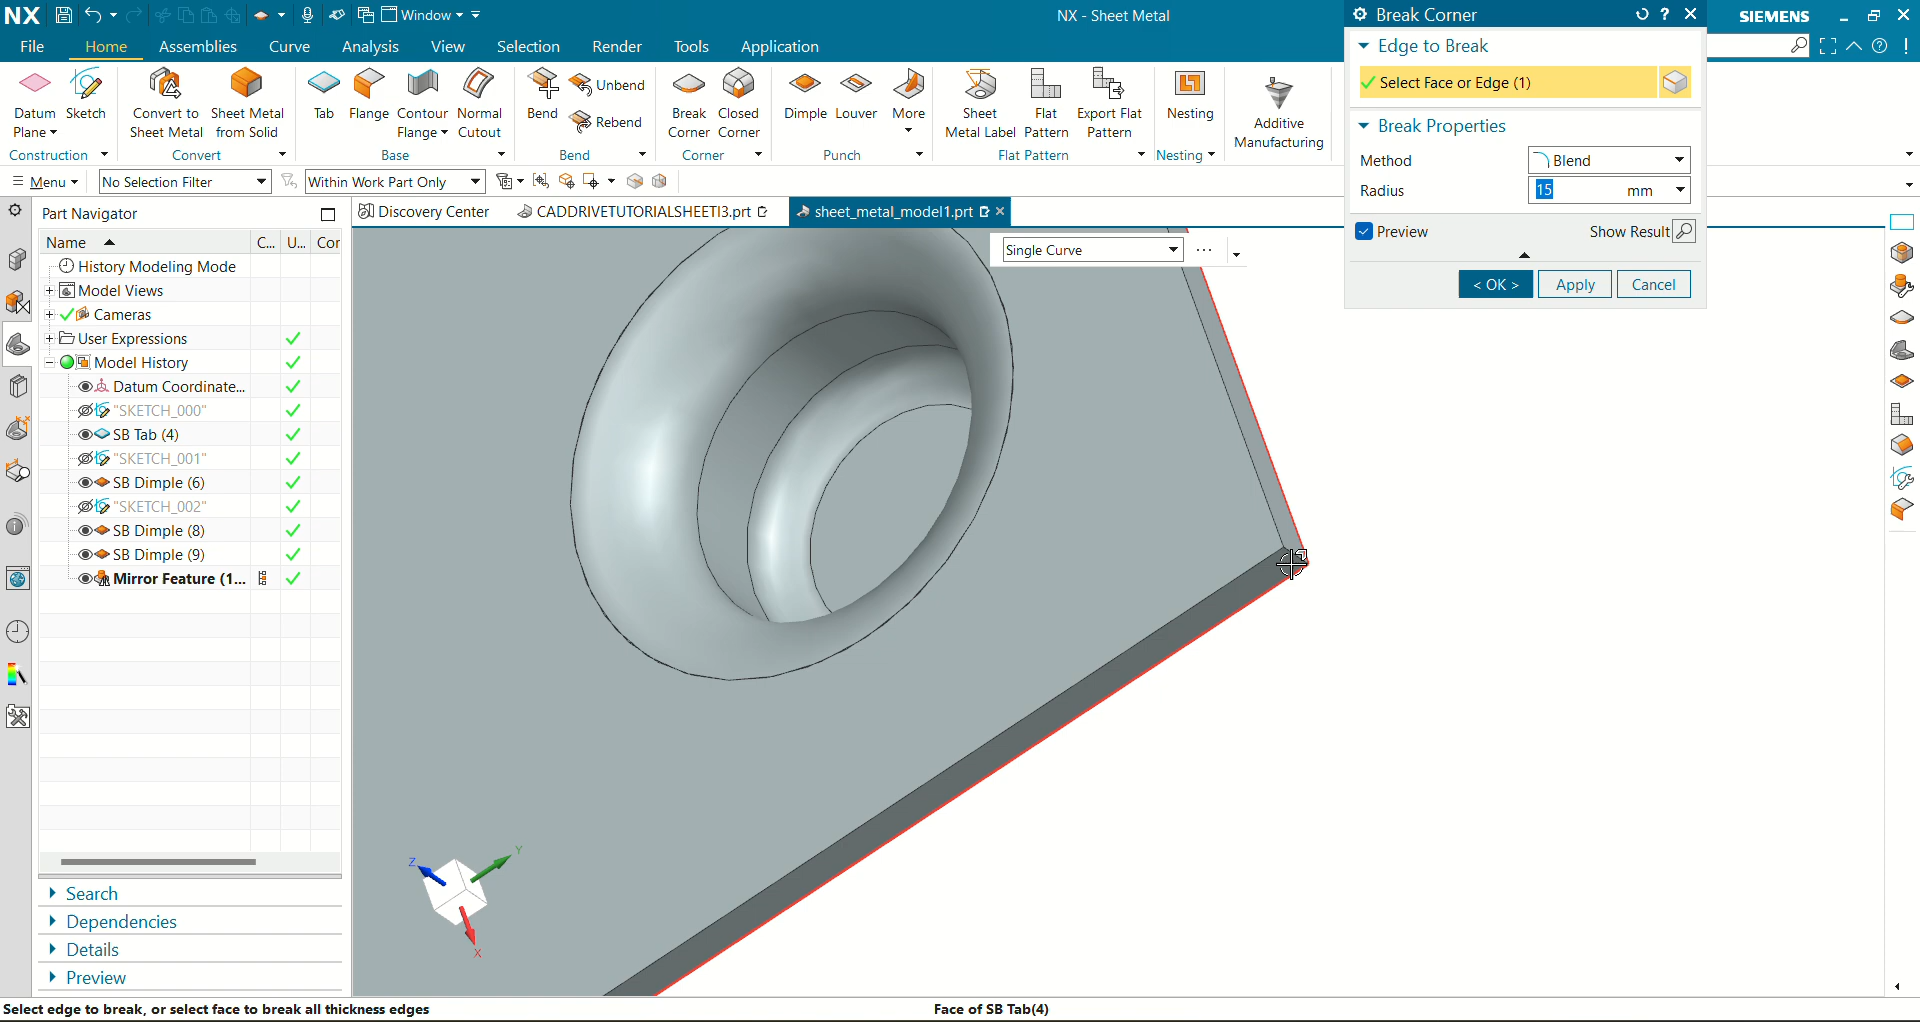 NX
Window
NX - Sheet Metal
Break Corner
SIEMENS
File
Home
Assemblies
Curve
Analysis
View
Selection
Render
Tools
Application
Edge to Break
Select Face or Edge (1)
Datum
Plane
Sketch
Convert to
Sheet Metal
Sheet Metal
from Solid
Tab
Flange
Contour
Flange
Normal
Cutout
Bend
Unbend
Rebend
Break
Corner
Closed
Corner
Dimple
Louver
More
Sheet
Metal Label
Flat
Pattern
Export Flat
Pattern
Nesting
Additive
Manufacturing
Construction
Convert
Base
Bend
Corner
Punch
Flat Pattern
Nesting
Break Properties
Method
Blend
Radius
15
mm
Preview
Show Result
< OK >
Apply
Cancel
Menu
No Selection Filter
Within Work Part Only
Part Navigator
Discovery Center
CADDRIVETUTORIALSHEETI3.prt
sheet_metal_model1.prt
Single Curve
Name
C...
U...
Cor
History Modeling Mode
Model Views
Cameras
User Expressions
Model History
Datum Coordinate...
"SKETCH_000"
SB Tab (4)
"SKETCH_001"
SB Dimple (6)
"SKETCH_002"
SB Dimple (8)
SB Dimple (9)
Mirror Feature (1...
Z
Y
X
Search
Dependencies
Details
Preview
Select edge to break, or select face to break all thickness edges
Face of SB Tab(4)